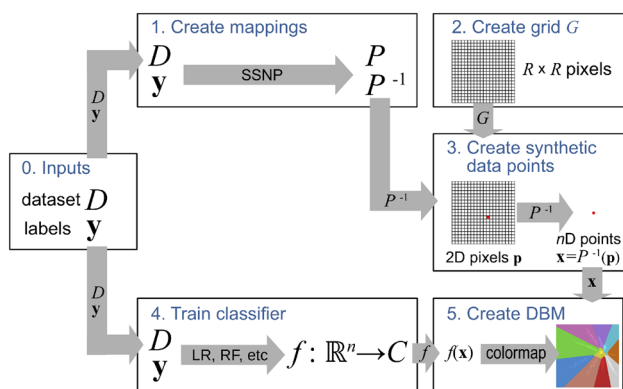 0. Inputs
dataset D
labels y
D
y
1. Create mappings
D
y
SSNP
P
P⁻¹
2. Create grid G
R x R pixels
G
P⁻¹
3. Create synthetic
data points
P⁻¹
2D pixels p
nD points
x=P⁻¹(p)
x
D
y
4. Train classifier
D
y
LR, RF, etc
f : ℝⁿ→C
f
5. Create DBM
f(x)
colormap